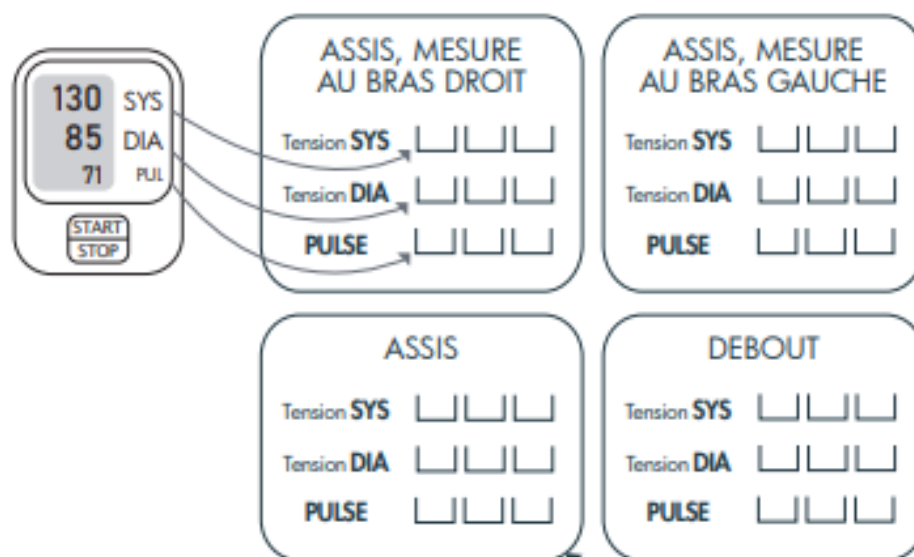 130 SYS
85 DIA
71 PUL
START
STOP
ASSIS, MESURE
AU BRAS DROIT
Tension SYS
Tension DIA
PULSE
ASSIS, MESURE
AU BRAS GAUCHE
Tension SYS
Tension DIA
PULSE
ASSIS
Tension SYS
Tension DIA
PULSE
DEBOUT
Tension SYS
Tension DIA
PULSE